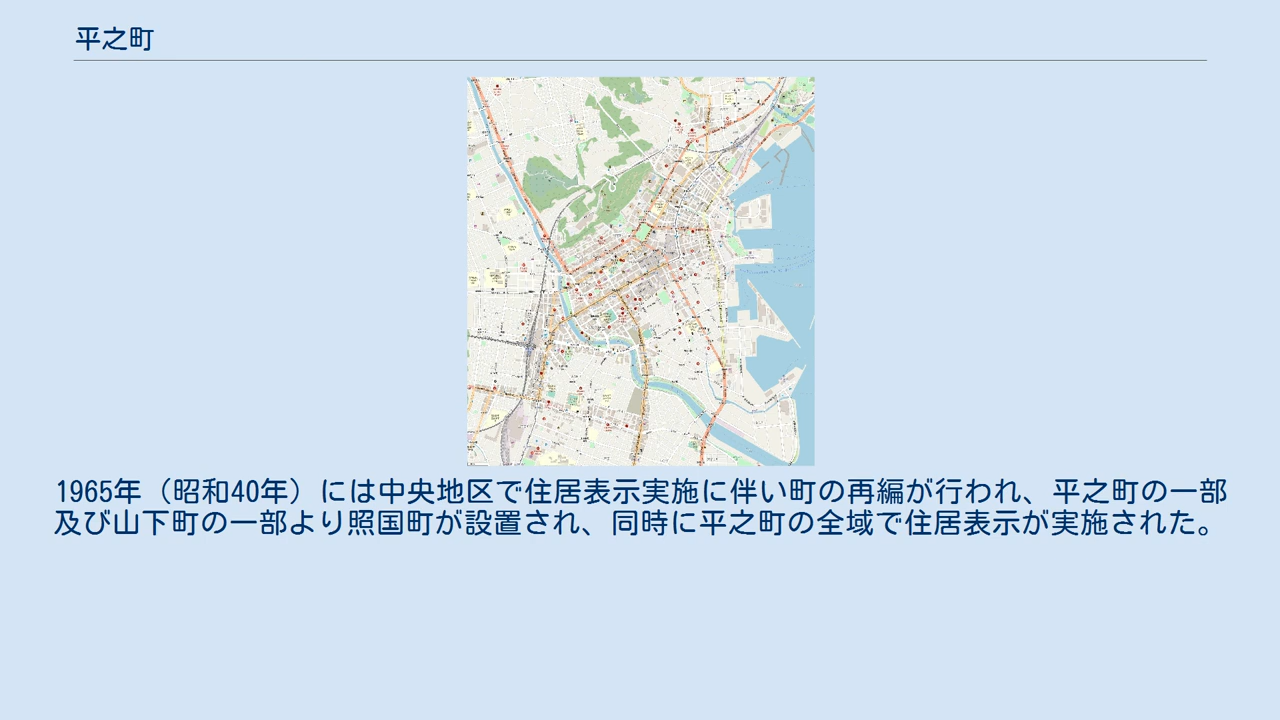 平之町
1965年（昭和40年）には中央地区で住居表示実施に伴い町の再編が行われ、平之町の一部
及び山下町の一部より照国町が設置され、同時に平之町の全域で住居表示が実施された。